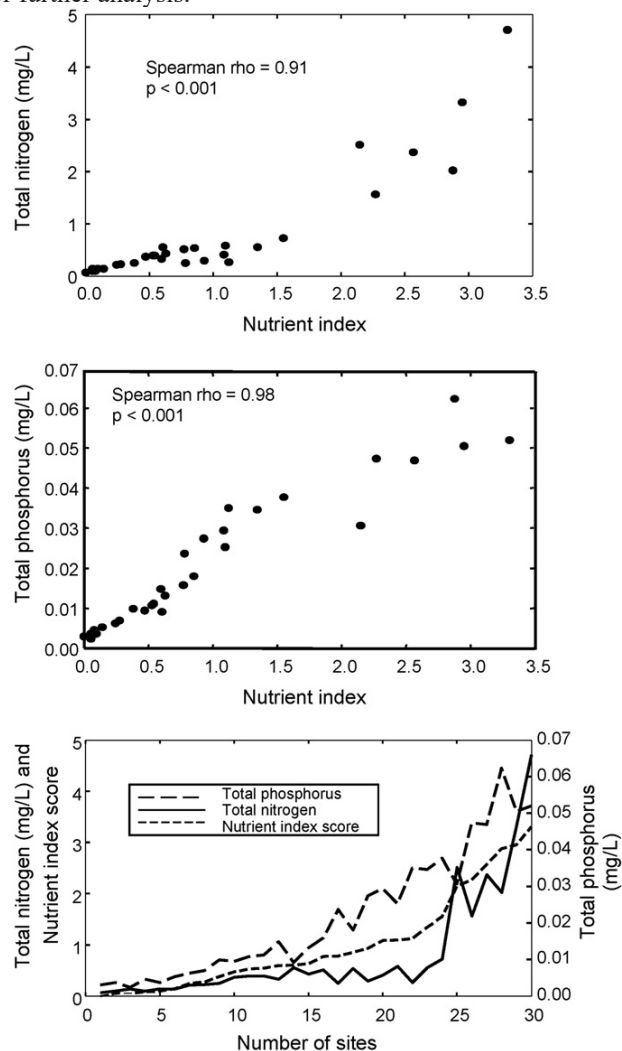 er further analysis.
5
4
3
2
1
0
Total nitrogen (mg/L)
Spearman rho = 0.91
p < 0.001
0.0 0.5 1.0 1.5 2.0 2.5 3.0 3.5
Nutrient index
0.07
0.06
0.05
0.04
0.03
0.02
0.01
0.00
Total phosphorus (mg/L)
Spearman rho = 0.98
p < 0.001
0.0 0.5 1.0 1.5 2.0 2.5 3.0 3.5
Nutrient index
Total nitrogen (mg/L) and
Nutrient index score
5
4
3
2
1
0
Total phosphorus
Total nitrogen
Nutrient index score
0.07
0.06
0.05
0.04
0.03
0.02
0.01
0.00
Total phosphorus
(mg/L)
0 5 10 15 20 25 30
Number of sites